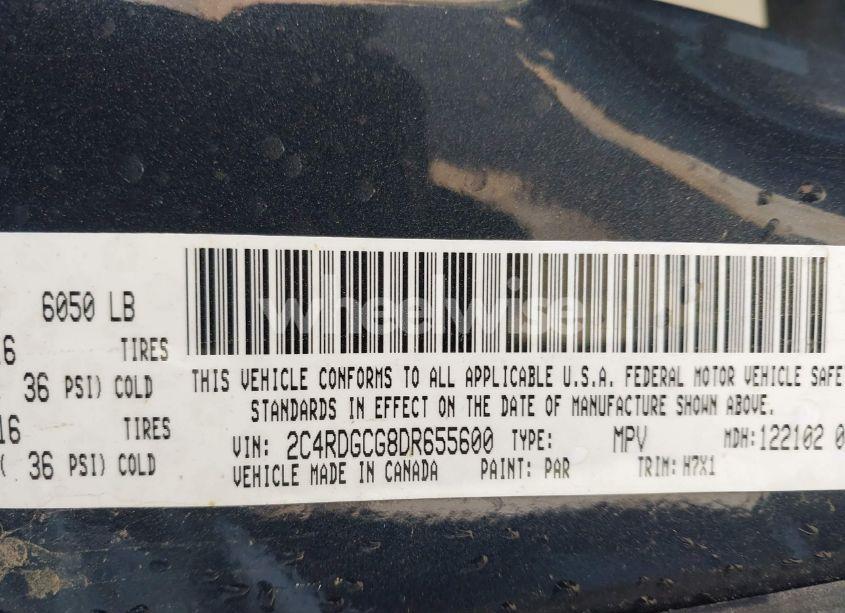 6050 LB
16 TIRES
36 PSI) COLD
16 TIRES
( 36 PSI) COLD
wheelwise
THIS VEHICLE CONFORMS TO ALL APPLICABLE U.S.A. FEDERAL MOTOR VEHICLE SAFE
STANDARDS IN EFFECT ON THE DATE OF MANUFACTURE SHOWN ABOVE.
VIN: 2C4RDGCG8DR655600 TYPE: MPV MDH:122102 0
VEHICLE MADE IN CANADA PAINT: PAR TRIM: H7X1